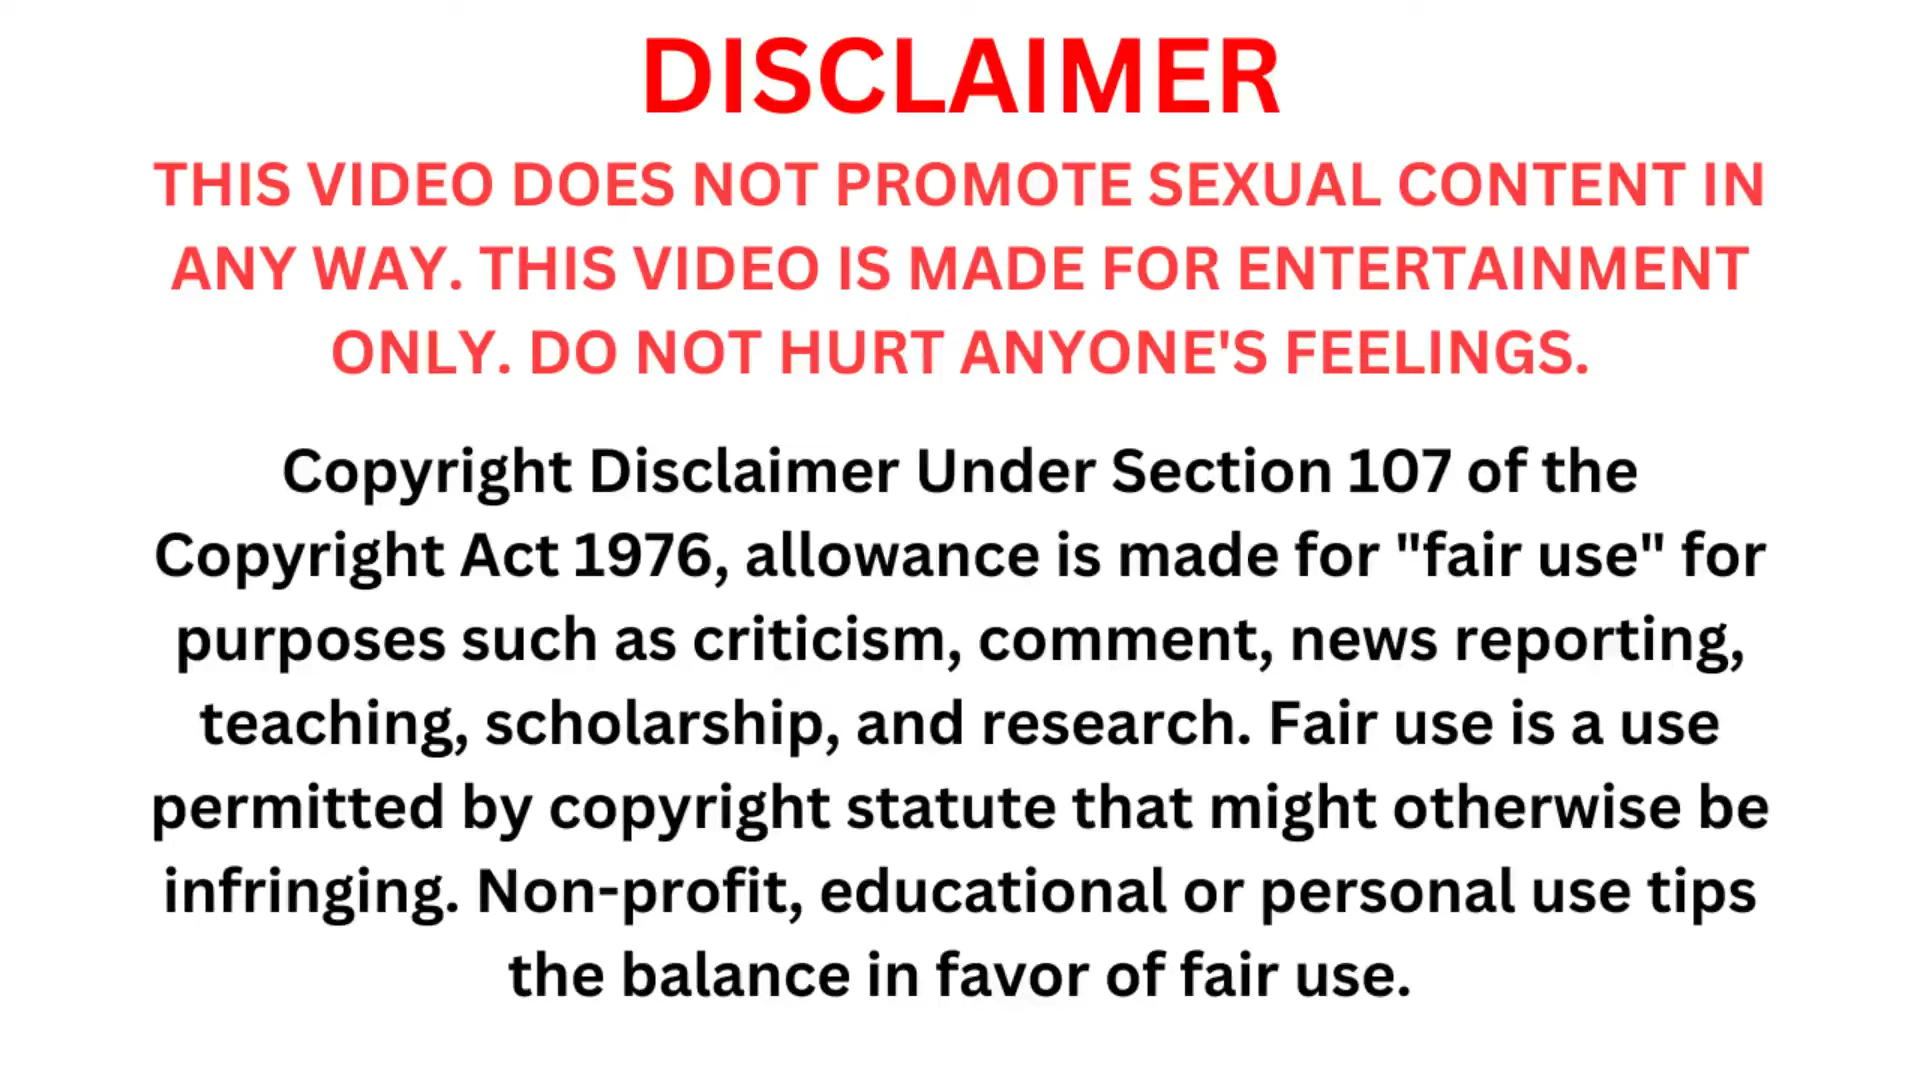 DISCLAIMER
THIS VIDEO DOES NOT PROMOTE SEXUAL CONTENT IN
ANY WAY. THIS VIDEO IS MADE FOR ENTERTAINMENT
ONLY. DO NOT HURT ANYONE'S FEELINGS.
Copyright Disclaimer Under Section 107 of the
Copyright Act 1976, allowance is made for "fair use" for
purposes such as criticism, comment, news reporting,
teaching, scholarship, and research. Fair use is a use
permitted by copyright statute that might otherwise be
infringing. Non-profit, educational or personal use tips
the balance in favor of fair use.